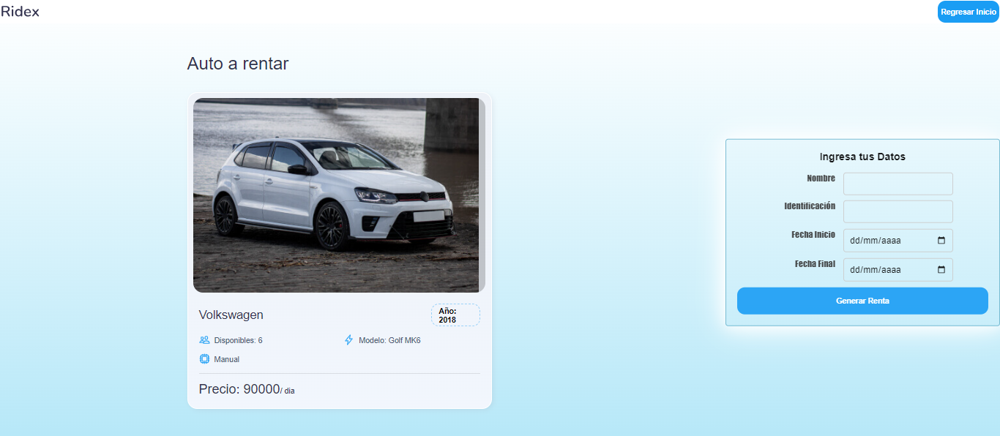 Ridex
Regresar Inicio
Auto a rentar
Volkswagen
Año:
2018
Disponibles: 6
Modelo: Golf MK6
Manual
Precio: 90000/ dia
Ingresa tus Datos
Nombre
Identificación
Fecha Inicio
dd/mm/aaaa
Fecha Final
dd/mm/aaaa
Generar Renta